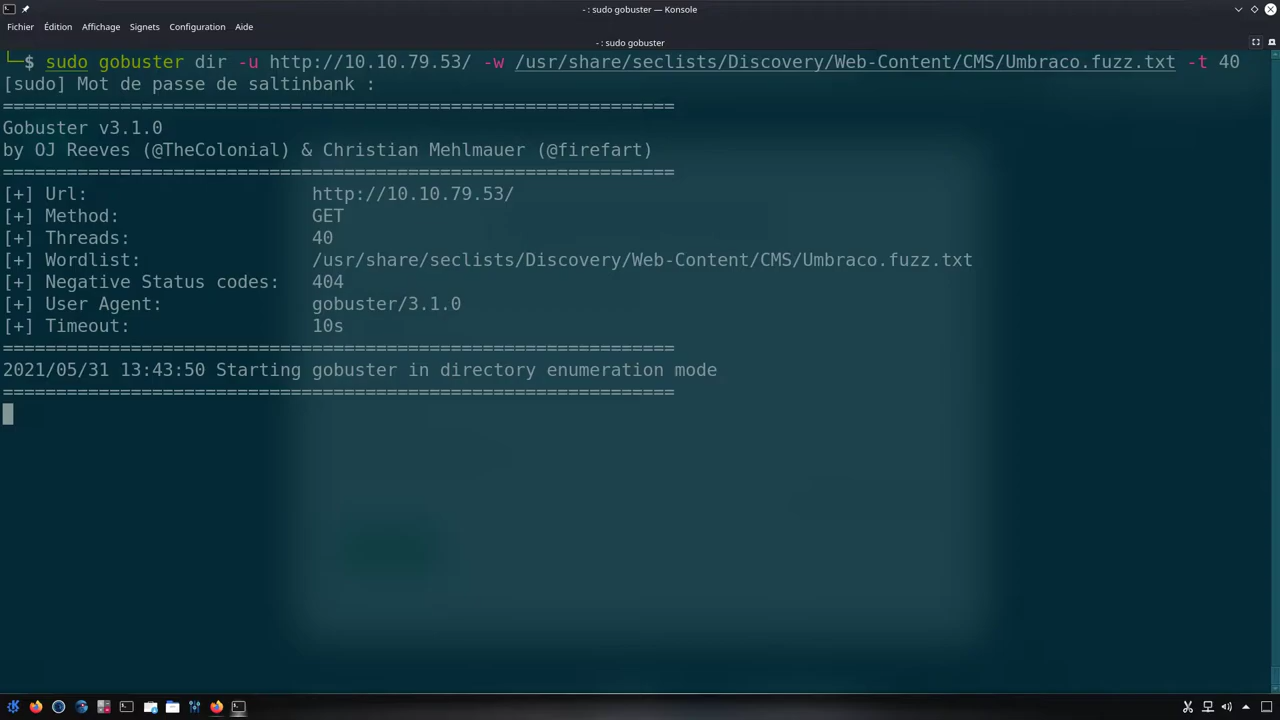 - : sudo gobuster — Konsole
Fichier Édition Affichage Signets Configuration Aide
- : sudo gobuster
└─$ sudo gobuster dir -u http://10.10.79.53/ -w /usr/share/seclists/Discovery/Web-Content/CMS/Umbraco.fuzz.txt -t 40
[sudo] Mot de passe de saltinbank :
===============================================================
Gobuster v3.1.0
by OJ Reeves (@TheColonial) & Christian Mehlmauer (@firefart)
===============================================================
[+] Url: http://10.10.79.53/
[+] Method: GET
[+] Threads: 40
[+] Wordlist: /usr/share/seclists/Discovery/Web-Content/CMS/Umbraco.fuzz.txt
[+] Negative Status codes: 404
[+] User Agent: gobuster/3.1.0
[+] Timeout: 10s
===============================================================
2021/05/31 13:43:50 Starting gobuster in directory enumeration mode
===============================================================